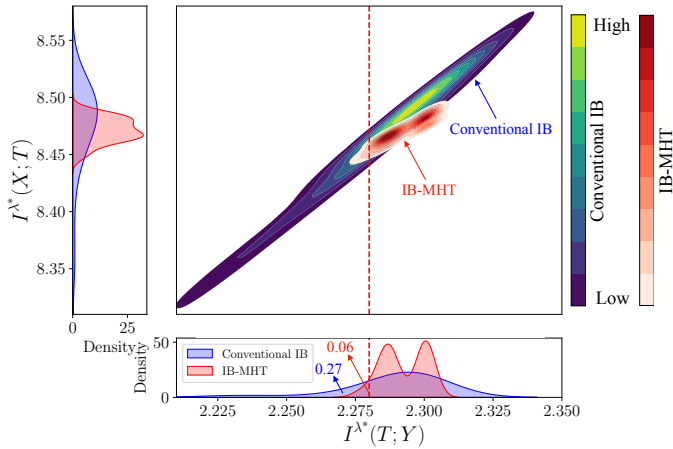 8.55
8.50
8.45
8.40
8.35
I^{λ*}(X; T)
0
25
Density
Conventional IB
IB-MHT
High
Low
Conventional IB
IB-MHT
50
0
Density
Conventional IB
IB-MHT
0.06
0.27
2.225
2.250
2.275
2.300
2.325
2.350
I^{λ*}(T; Y)